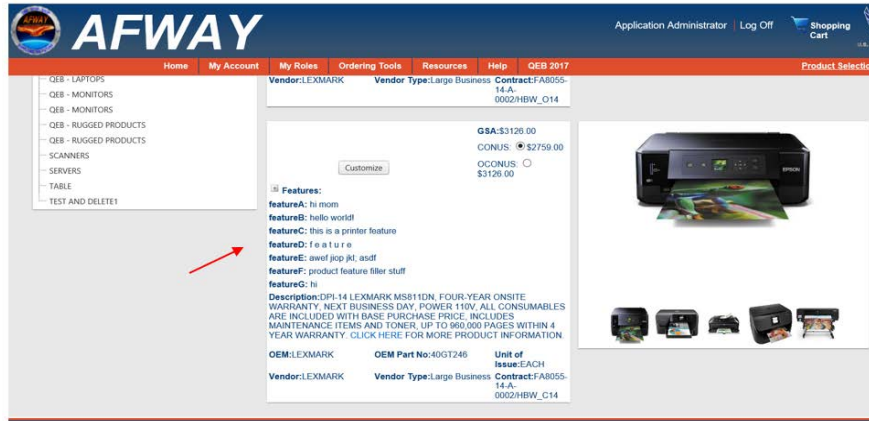 AFWAY
AFWAY
Application Administrator | Log Off
Shopping
Cart
Home My Account My Roles Ordering Tools Resources Help QEB 2017 Product Selectio
QEB - LAPTOPS
QEB - MONITORS
QEB - MONITORS
QEB - RUGGED PRODUCTS
QEB - RUGGED PRODUCTS
SCANNERS
SERVERS
TABLE
TEST AND DELETE1
Vendor:LEXMARK Vendor Type:Large Business Contract:FA8055-
14-A-
0002/HBW_O14
GSA:$3126.00
CONUS: $2759.00
OCONUS:
$3126.00
Customize
Features:
featureA: hi mom
featureB: hello world!
featureC: this is a printer feature
featureD: f e a t u r e
featureE: awef jiop jkl; asdf
featureF: product feature filler stuff
featureG: hi
Description:DPI-14 LEXMARK MS811DN, FOUR-YEAR ONSITE
WARRANTY, NEXT BUSINESS DAY, POWER 110V, ALL CONSUMABLES
ARE INCLUDED WITH BASE PURCHASE PRICE, INCLUDES
MAINTENANCE ITEMS AND TONER, UP TO 960,000 PAGES WITHIN 4
YEAR WARRANTY. CLICK HERE FOR MORE PRODUCT INFORMATION.
OEM:LEXMARK OEM Part No:40GT246 Unit of
Issue:EACH
Vendor:LEXMARK Vendor Type:Large Business Contract:FA8055-
14-A-
0002/HBW_C14
EPSON